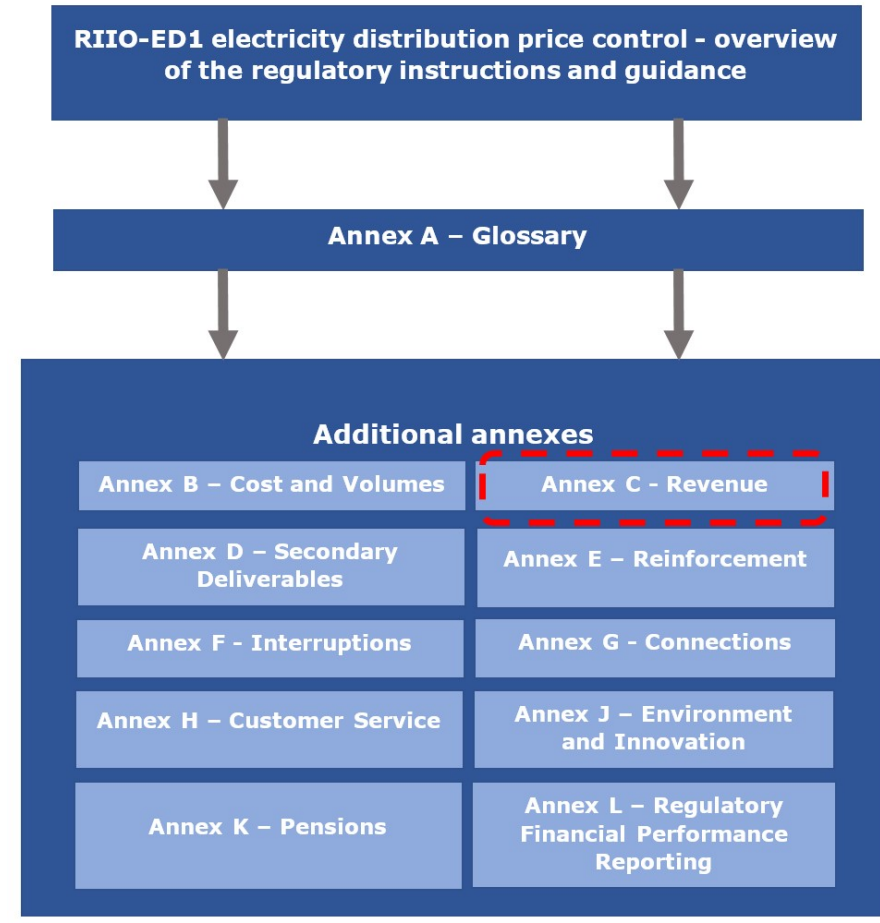 RIIO-ED1 electricity distribution price control - overview
of the regulatory instructions and guidance
Annex A – Glossary
Additional annexes
Annex B – Cost and Volumes
Annex C - Revenue
Annex D – Secondary
Deliverables
Annex E – Reinforcement
Annex F - Interruptions
Annex G - Connections
Annex H – Customer Service
Annex J – Environment
and Innovation
Annex K – Pensions
Annex L – Regulatory
Financial Performance
Reporting